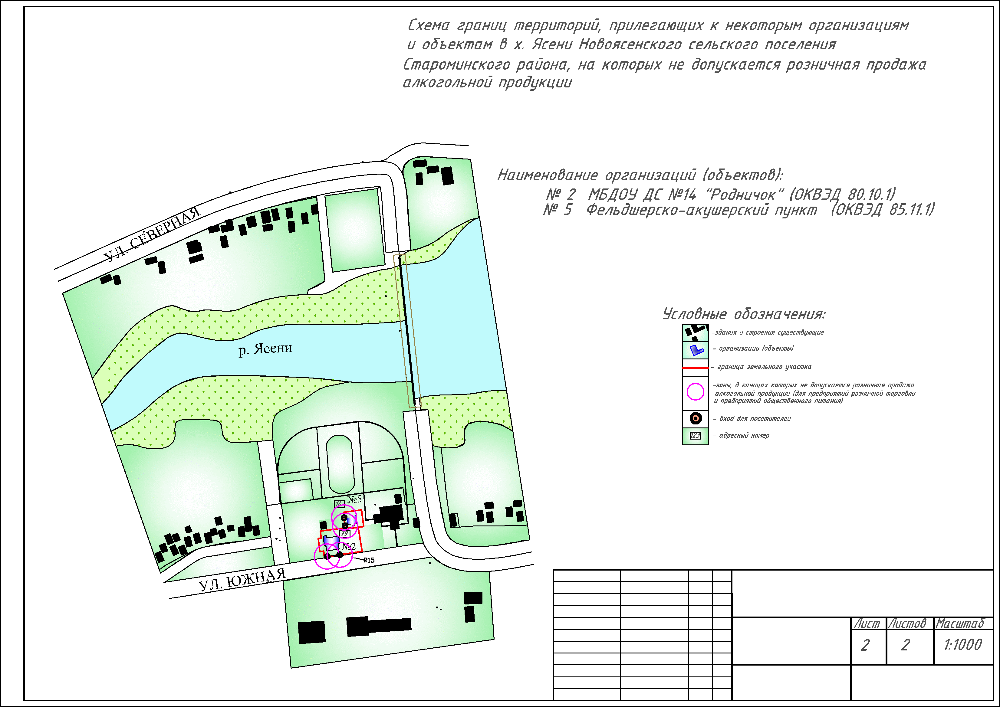 Схема границ территорий, прилегающих к некоторым организациям
и объектам в х. Ясени Новоясенского сельского поселения
Староминского района, на которых не допускается розничная продажа
алкогольной продукции
Наименование организаций (объектов):
№ 2 МБДОУ ДС №14 "Родничок" (ОКВЭД 80.10.1)
№ 5 Фельдшерско-акушерский пункт (ОКВЭД 85.11.1)
УЛ. СЕВЕРНАЯ
р. Ясени
Условные обозначения:
-здания и строения существующие
- организации (объекты)
- граница земельного участка
-зоны, в ганицах которых не допускается розничная продажа
алкогольной продукции (для предприятий розничной торговли
и предприятий общественного питания)
- вход для посетителей
123
- адресный номер
№5
14
19
№2
R15
УЛ. ЮЖНАЯ
Лист Листов Масштаб
2 2 1:1000